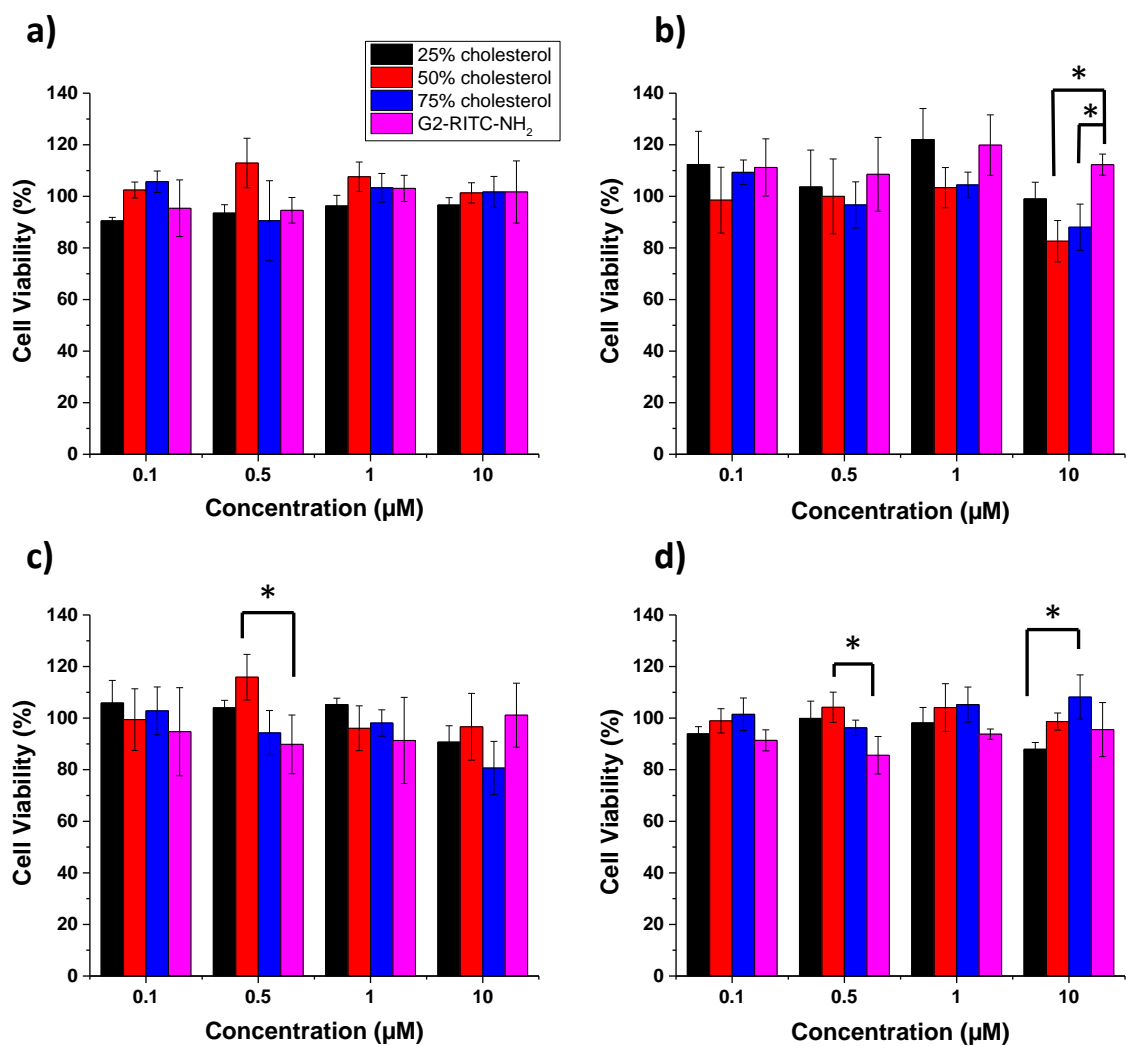 a)
25% cholesterol
50% cholesterol
75% cholesterol
G2-RITC-NH₂
140
120
100
80
60
40
20
0
Cell Viability (%)
0.1 0.5 1 10
Concentration (µM)
b)
* *
140
120
100
80
60
40
20
0
Cell Viability (%)
0.1 0.5 1 10
Concentration (µM)
c)
*
140
120
100
80
60
40
20
0
Cell Viability (%)
0.1 0.5 1 10
Concentration (µM)
d)
* *
140
120
100
80
60
40
20
0
Cell Viability (%)
0.1 0.5 1 10
Concentration (µM)